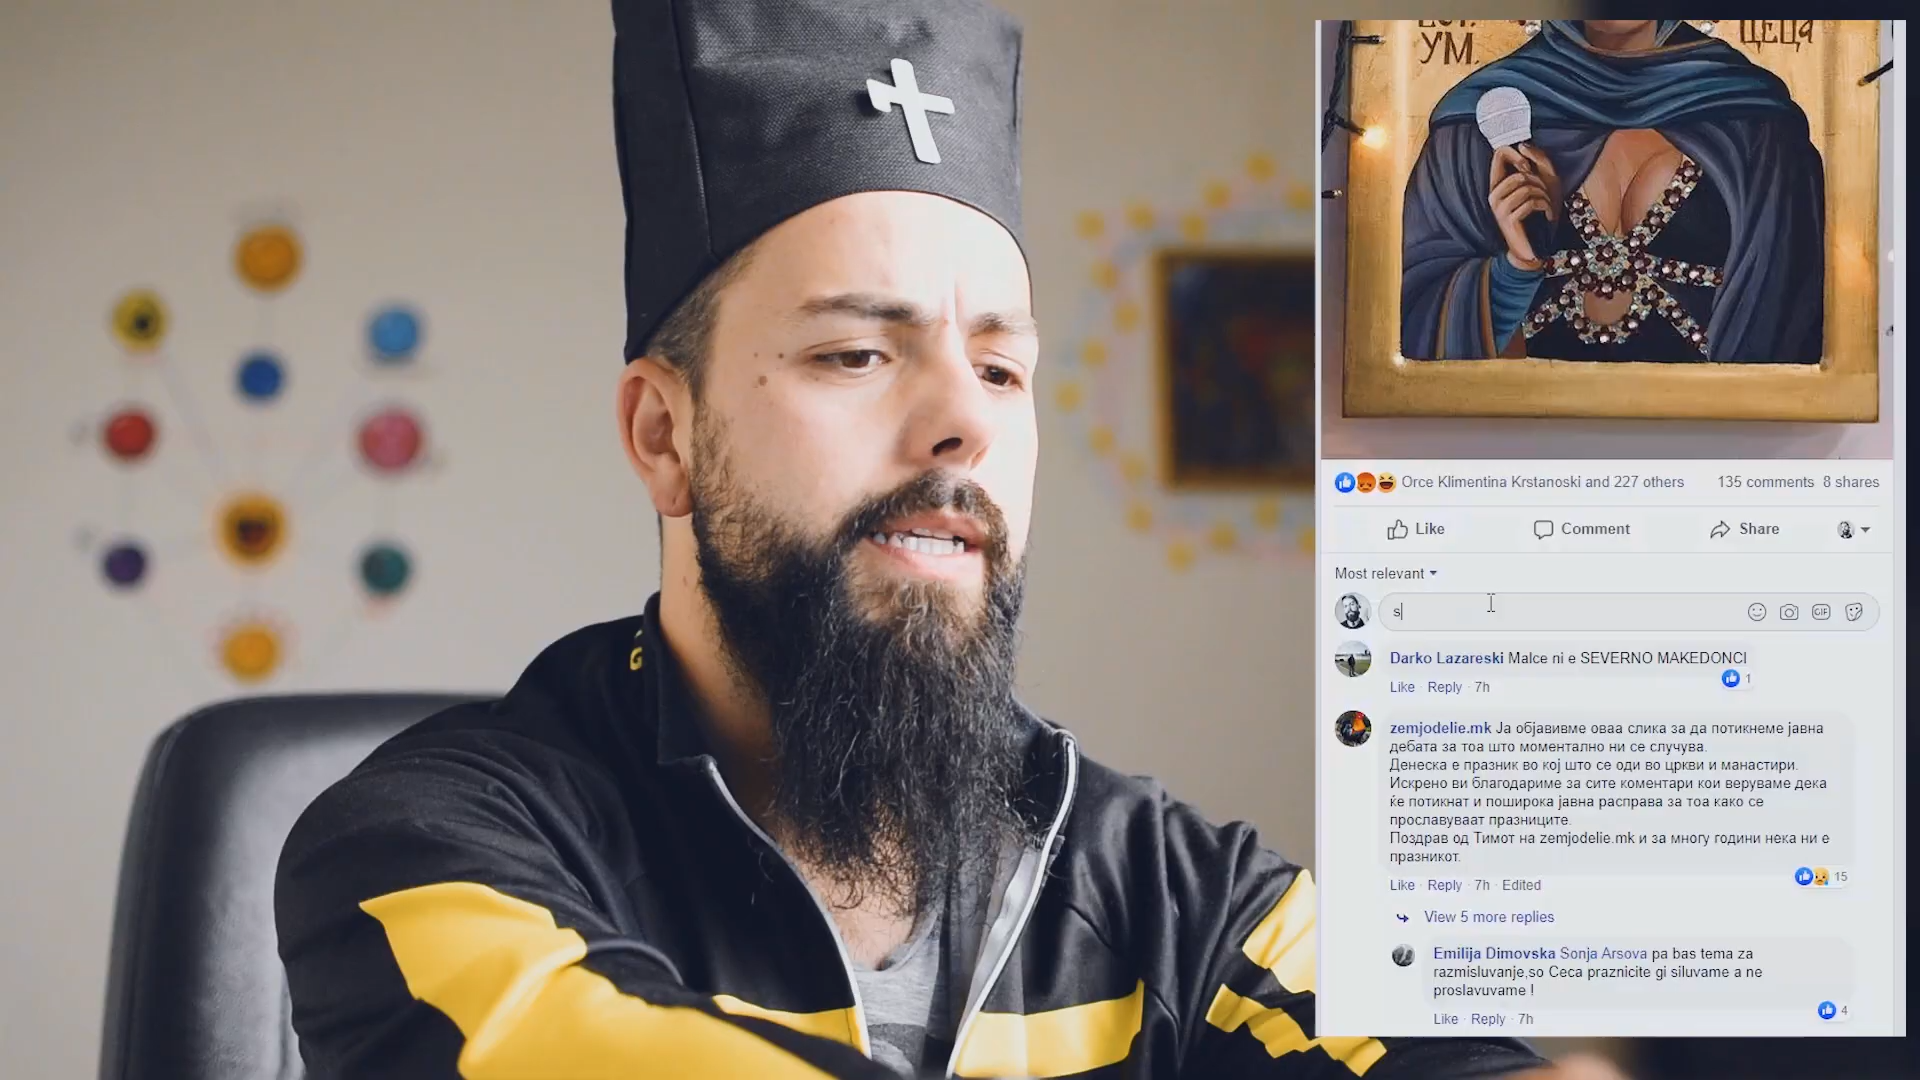 УМ.
ЦЕЦа
Orce Klimentina Krstanoski and 227 others 135 comments 8 shares
Like Comment Share
Most relevant
s
GIF
Darko Lazareski Malce ni e SEVERNO MAKEDONCI
1
Like · Reply · 7h
zemjodelie.mk Ја објавивме оваа слика за да потикнеме јавна
дебата за тоа што моментално ни се случува.
Денеска е празник во кој што се оди во цркви и манастири.
Искрено ви благодариме за сите коментари кои веруваме дека
ќе потикнат и поширока јавна расправа за тоа како се
прославуваат празниците.
Поздрав од Тимот на zemjodelie.mk и за многу години нека ни е
празникот.
15
Like · Reply · 7h · Edited
View 5 more replies
Emilija Dimovska Sonja Arsova pa bas tema za
razmisluvanje,so Ceca praznicite gi siluvame a ne
proslavuvame !
4
Like · Reply · 7h